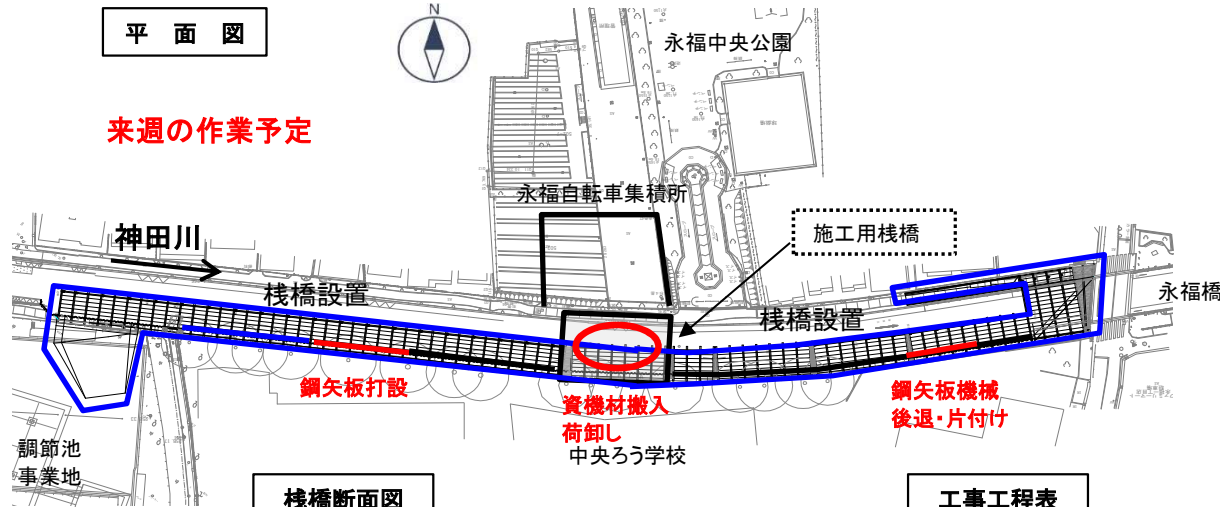 平 面 図
N
永福中央公園
来週の作業予定
永福自転車集積所
施工用桟橋
神田川
永福橋
桟橋設置
桟橋設置
鋼矢板打設
資機材搬入
荷卸し
鋼矢板機械
後退・片付け
中央ろう学校
調節池
事業地
桟橋断面図
工事工程表